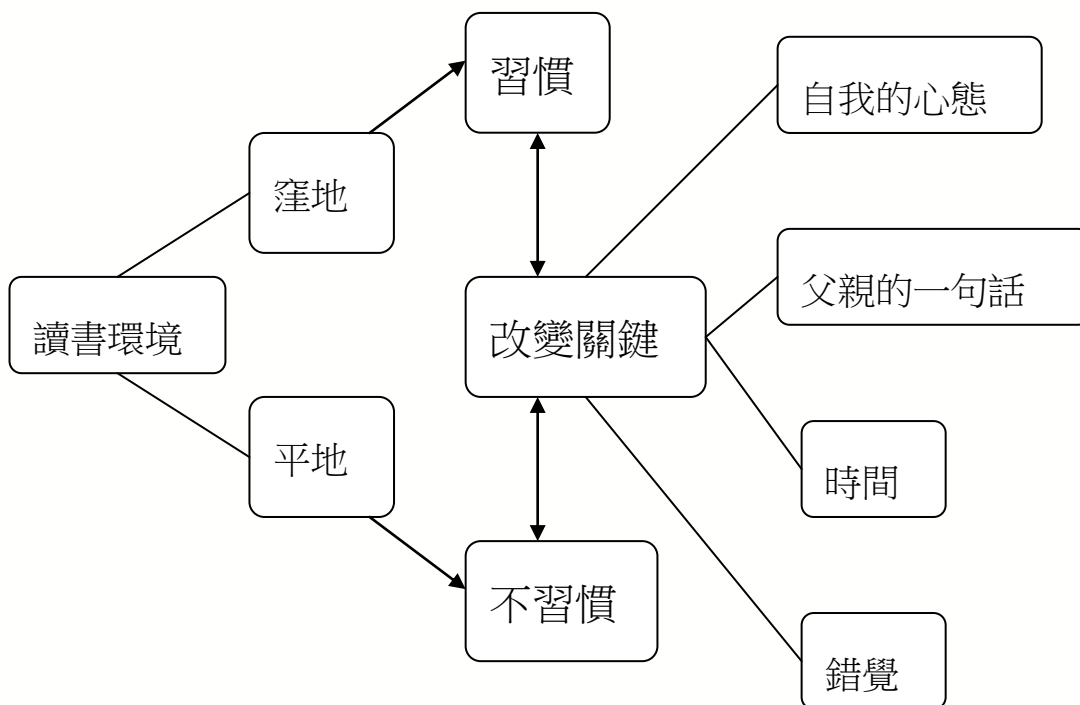 習慣
自我的心態
窪地
父親的一句話
讀書環境
改變關鍵
平地
時間
不習慣
錯覺